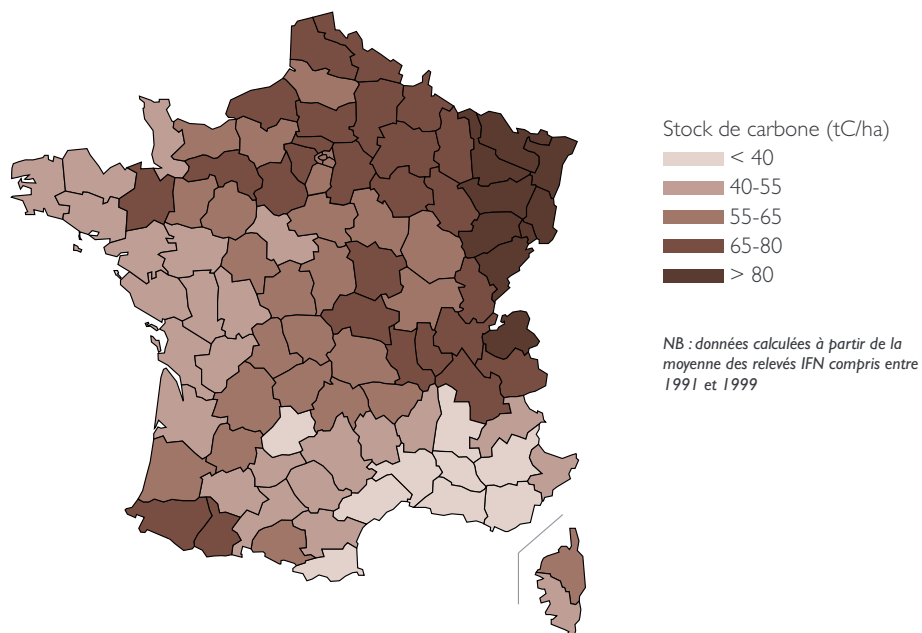 Stock de carbone (tC/ha)
< 40
40-55
55-65
65-80
> 80
NB : données calculées à partir de la
moyenne des relevés IFN compris entre
1991 et 1999